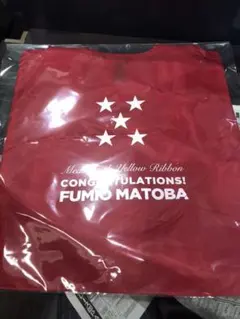 Yellow Ribbon
CONGRATULATIONS!
FUMIO MATOBA